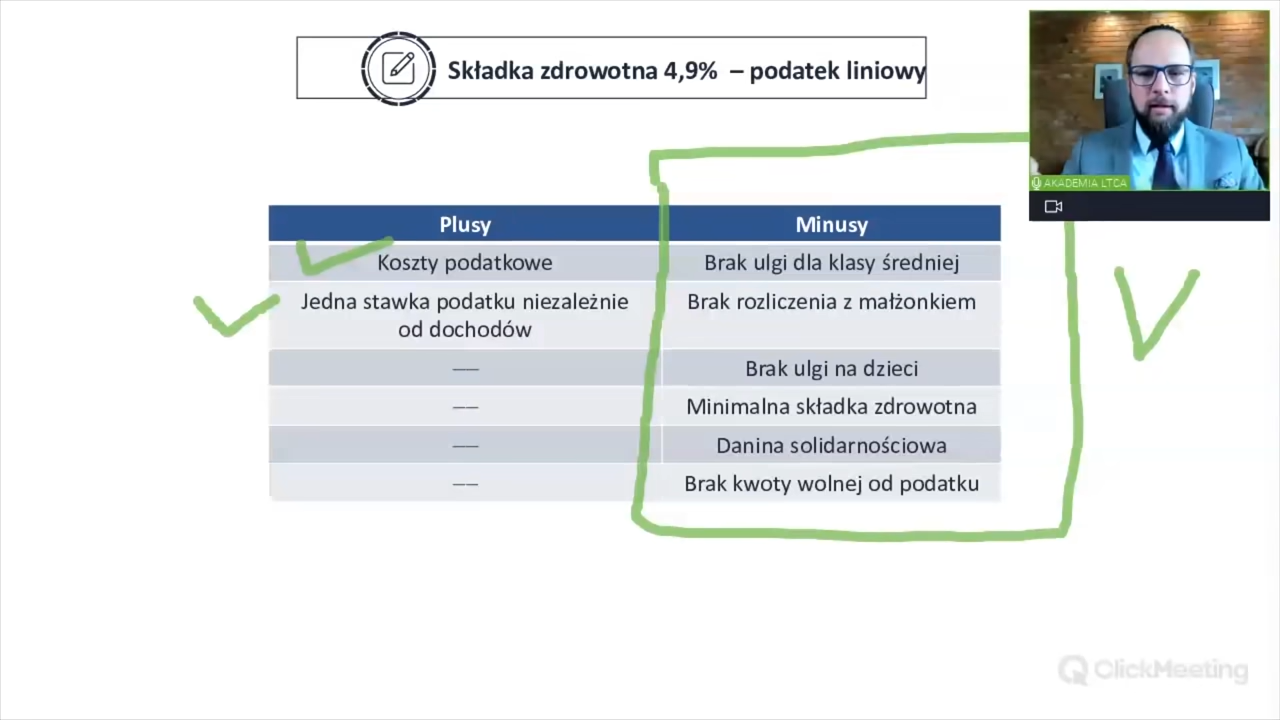 Składka zdrowotna 4,9% – podatek liniowy
AKADEMIA LTCA
Plusy
Minusy
Koszty podatkowe
Brak ulgi dla klasy średniej
Jedna stawka podatku niezależnie
od dochodów
Brak rozliczenia z małżonkiem
—
Brak ulgi na dzieci
—
Minimalna składka zdrowotna
—
Danina solidarnościowa
—
Brak kwoty wolnej od podatku
ClickMeeting